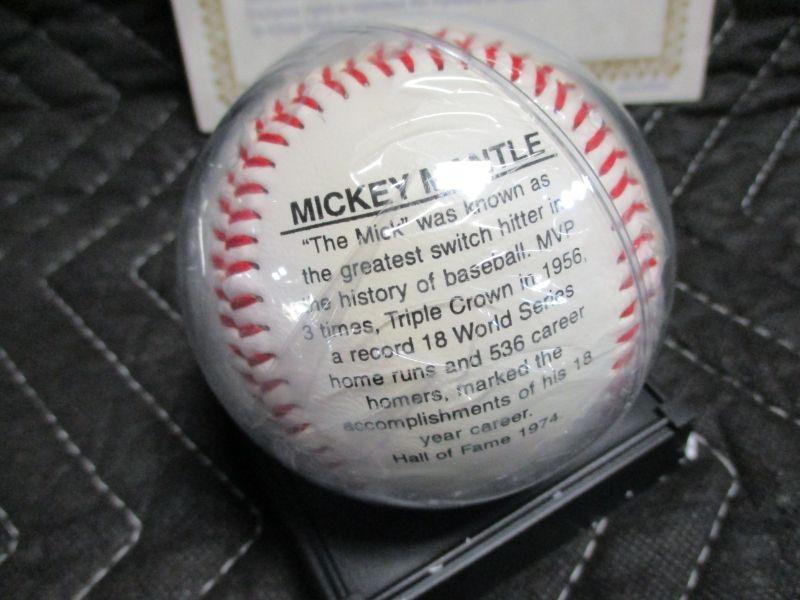 MICKEY MANTLE
"The Mick" was known as
the greatest switch hitter in
the history of baseball. MVP
3 times, Triple Crown in 1956,
a record 18 World Series
home runs and 536 career
homers, marked the
accomplishments of his 18
year career.
Hall of Fame 1974